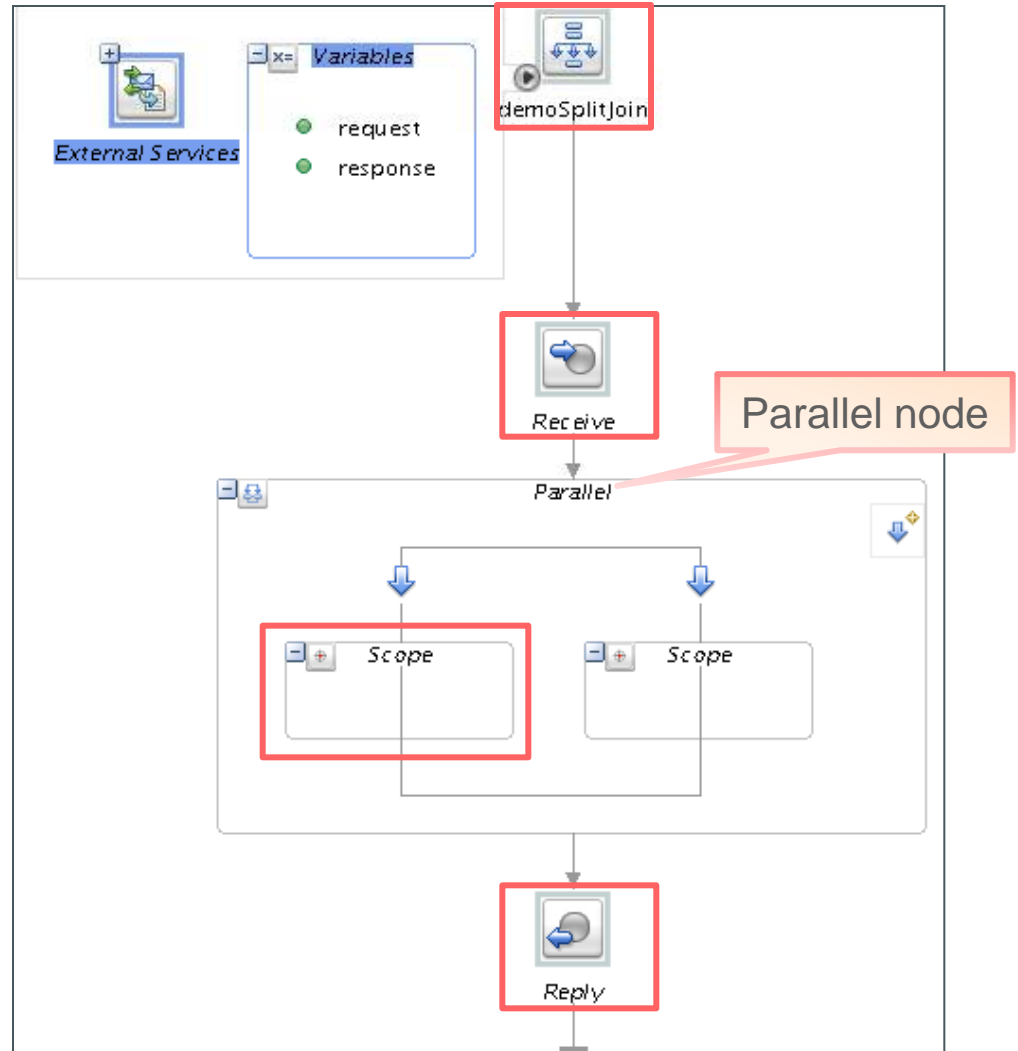 External Services
x= Variables
request
response
demoSplitJoin
Receive
Parallel node
Parallel
Scope
Scope
Reply